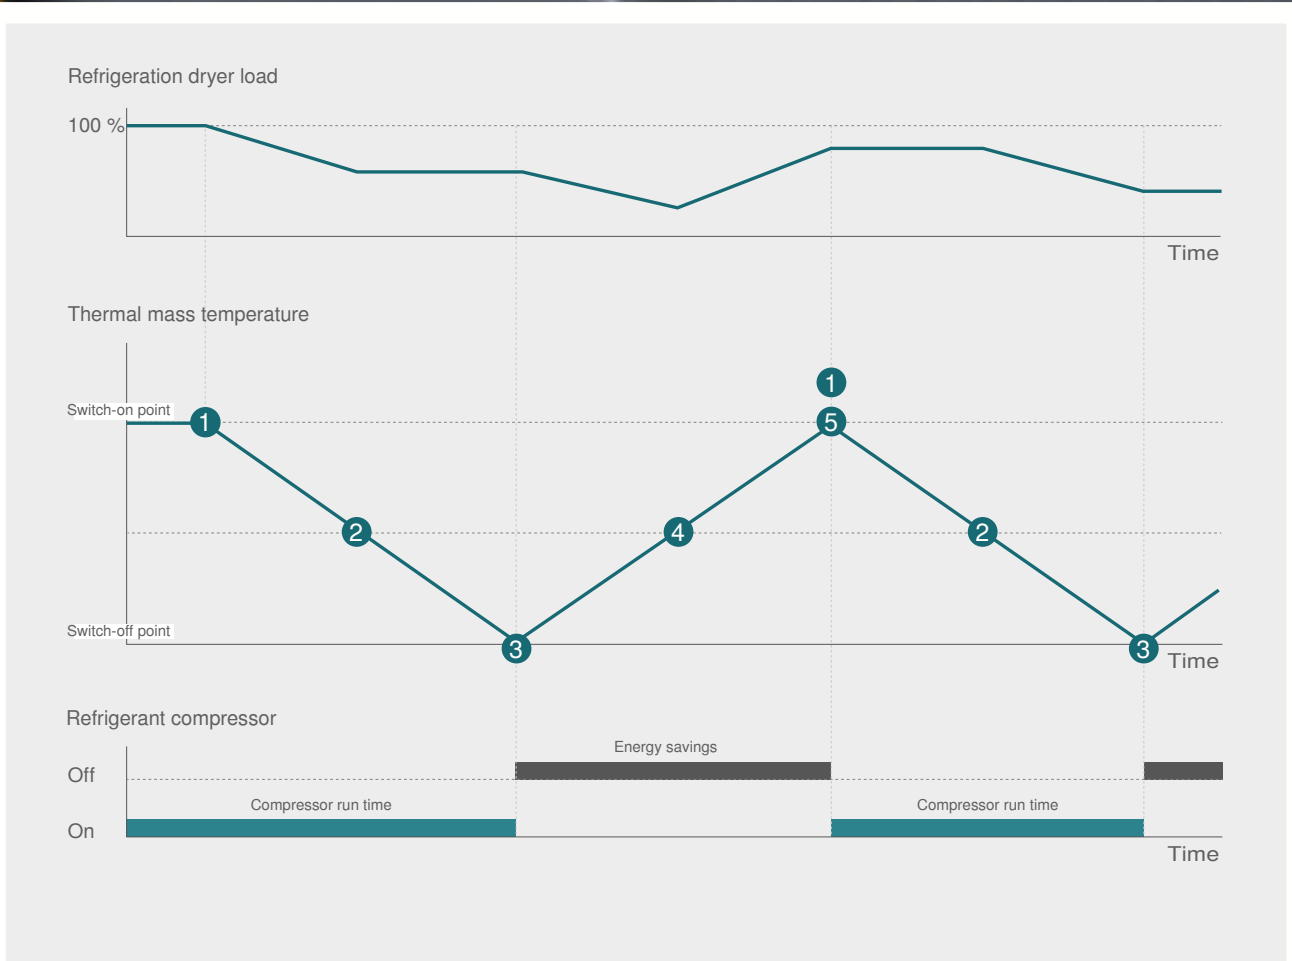 Refrigeration dryer load
100 %
Time
Thermal mass temperature
1
Switch-on point 1 5
2 4 2
Switch-off point
3 3
Time
Refrigerant compressor
Energy savings
Off
Compressor run time Compressor run time
On
Time